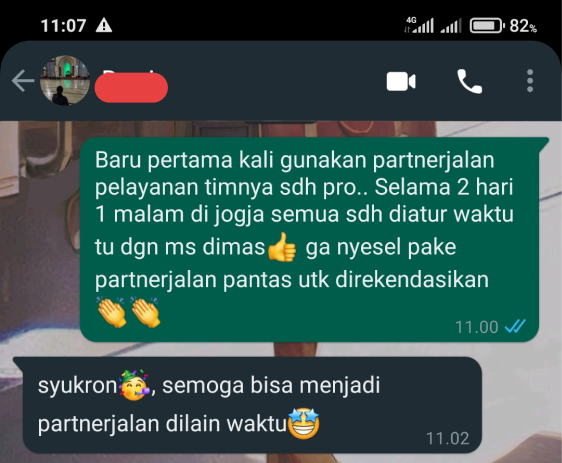 11:07
4G
82%
Baru pertama kali gunakan partnerjalan
pelayanan timnya sdh pro.. Selama 2 hari
1 malam di jogja semua sdh diatur waktu
tu dgn ms dimas👍 ga nyesel pake
partnerjalan pantas utk direkendasikan
👏👏
11.00
syukron🥳, semoga bisa menjadi
partnerjalan dilain waktu🤩
11.02